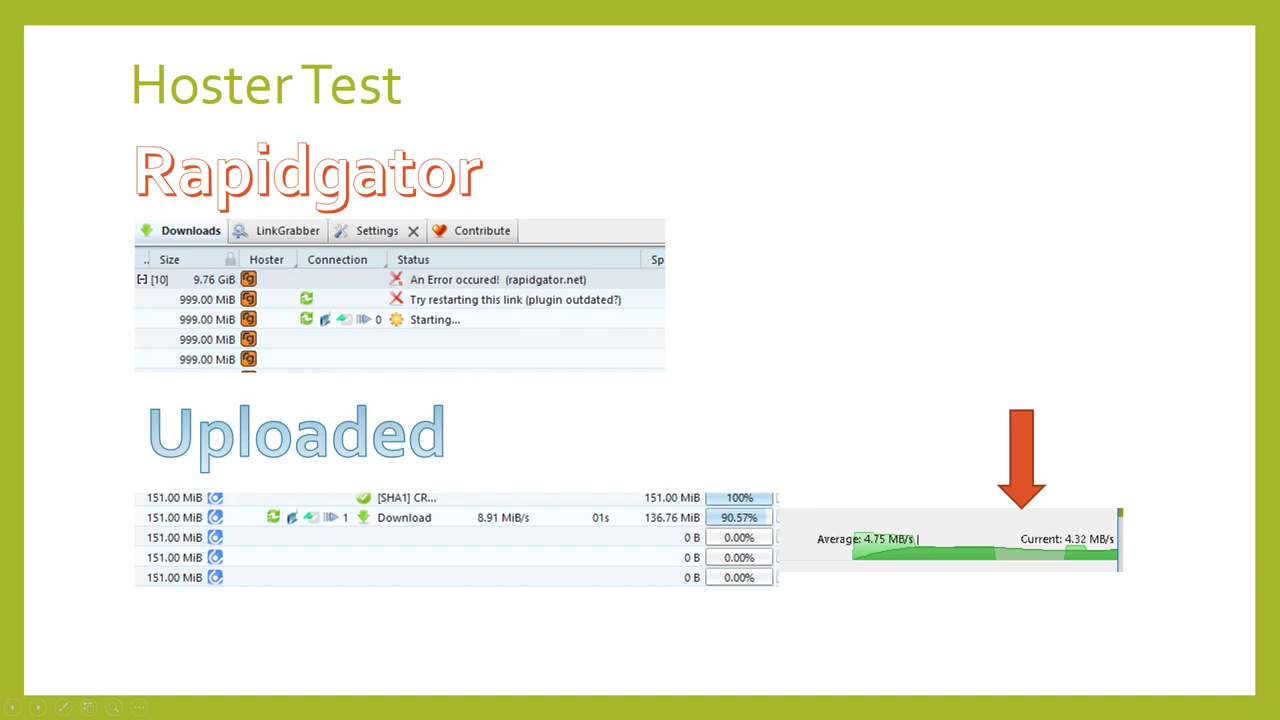 Hoster Test
Rapidgator
Downloads LinkGrabber Settings Contribute
.. Size Hoster Connection Status Sp
[10] 9.76 GiB An Error occured! (rapidgator.net)
999.00 MiB Try restarting this link (plugin outdated?)
999.00 MiB 0 Starting...
999.00 MiB
999.00 MiB
Uploaded
151.00 MiB [SHA1] CR... 151.00 MiB 100%
151.00 MiB 1 Download 8.91 MiB/s 01s 136.76 MiB 90.57%
151.00 MiB 0 B 0.00%
151.00 MiB 0 B 0.00%
151.00 MiB 0 B 0.00%
Average: 4.75 MB/s | Current: 4.32 MB/s